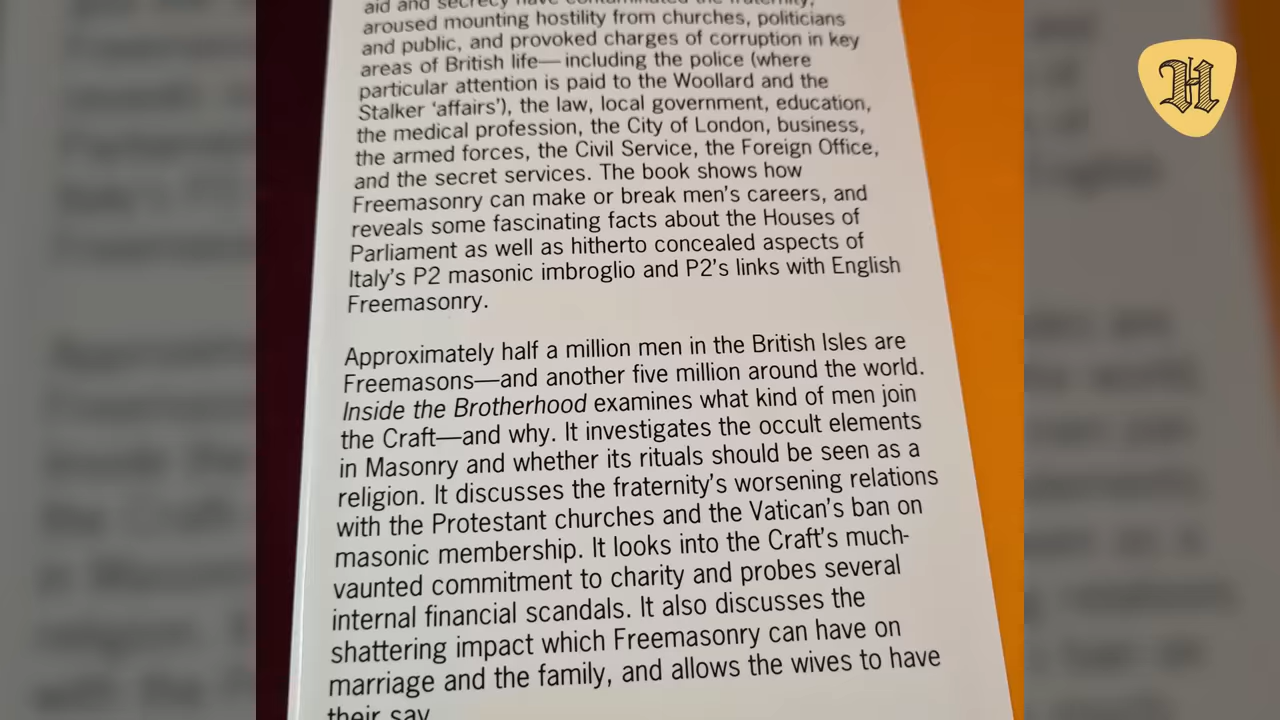 aid and secrecy have contaminated the fraternity,
aroused mounting hostility from churches, politicians
and public, and provoked charges of corruption in key
areas of British life—including the police (where
particular attention is paid to the Woollard and the
Stalker ‘affairs’), the law, local government, education,
the medical profession, the City of London, business,
the armed forces, the Civil Service, the Foreign Office,
and the secret services. The book shows how
Freemasonry can make or break men’s careers, and
reveals some fascinating facts about the Houses of
Parliament as well as hitherto concealed aspects of
Italy’s P2 masonic imbroglio and P2’s links with English
Freemasonry.
Approximately half a million men in the British Isles are
Freemasons—and another five million around the world.
Inside the Brotherhood examines what kind of men join
the Craft—and why. It investigates the occult elements
in Masonry and whether its rituals should be seen as a
religion. It discusses the fraternity’s worsening relations
with the Protestant churches and the Vatican’s ban on
masonic membership. It looks into the Craft’s much-
vaunted commitment to charity and probes several
internal financial scandals. It also discusses the
shattering impact which Freemasonry can have on
marriage and the family, and allows the wives to have
their say
H